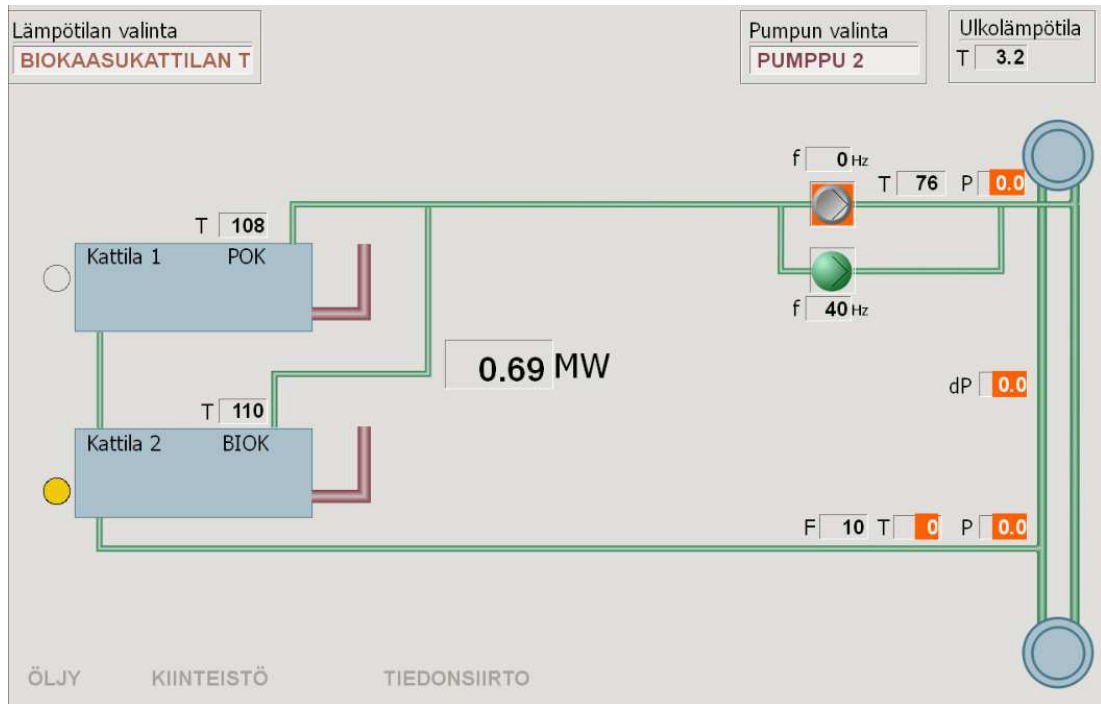 Lämpötilan valinta
BIOKAASUKATTILAN T
Pumpun valinta
PUMPPU 2
Ulkolämpötila
T 3.2
f 0 Hz
T 76 P 0.0
T 108
Kattila 1 POK
f 40 Hz
0.69 MW
dP 0.0
T 110
Kattila 2 BIOK
F 10 T 0 P 0.0
ÖLJY KIINTEISTÖ TIEDONSIIRTO